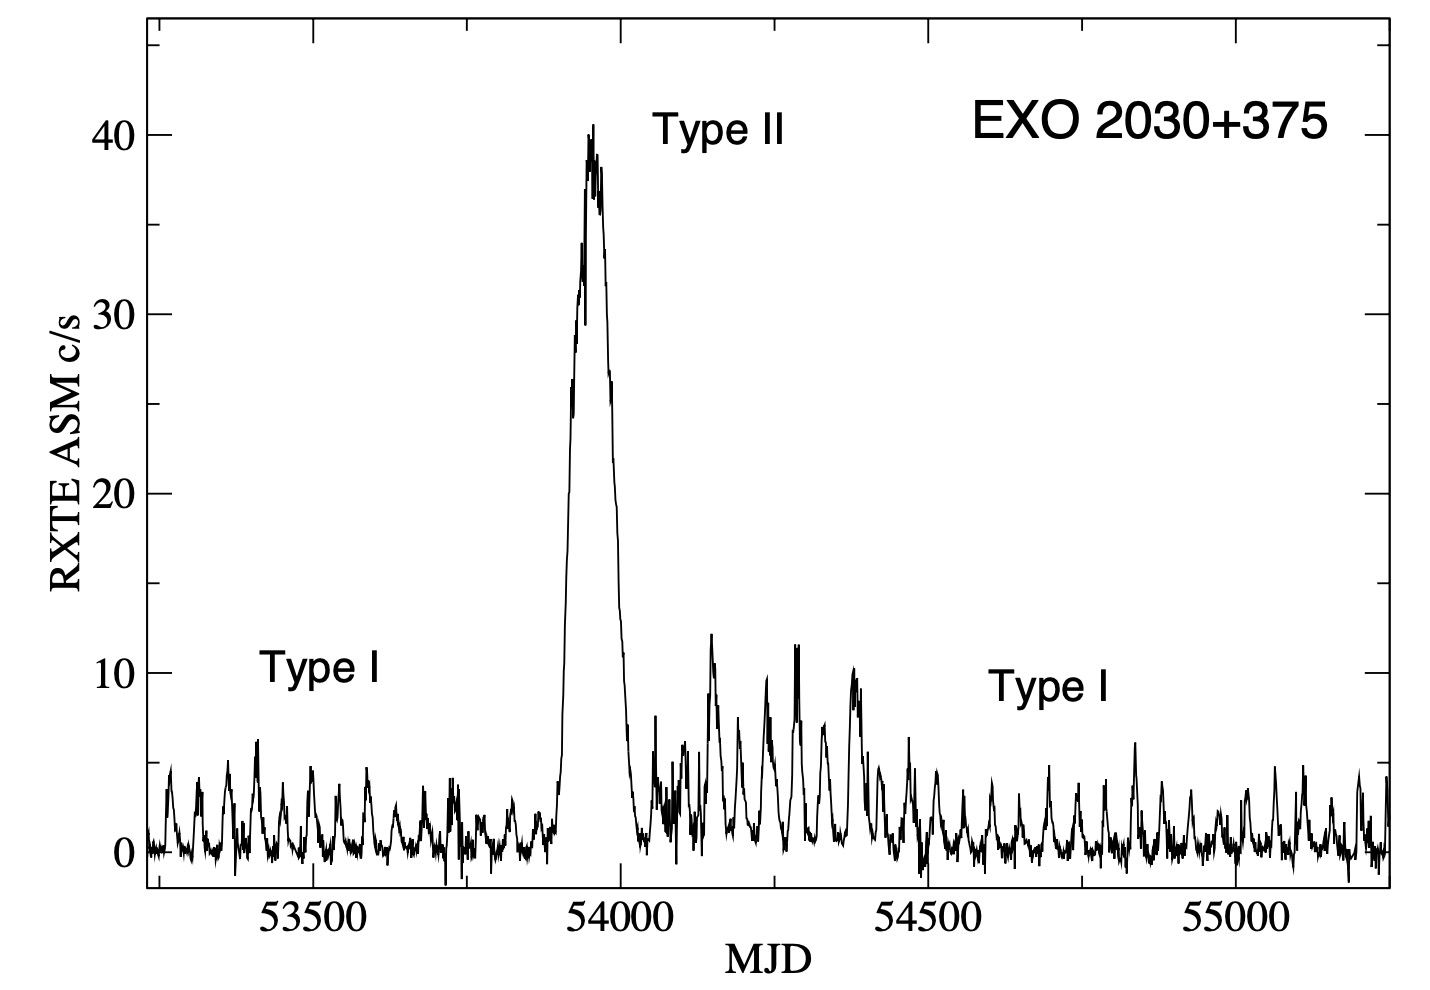 EXO 2030+375
Type II
Type I
Type I
RXTE ASM c/s
40
30
20
10
0
53500
54000
54500
55000
MJD